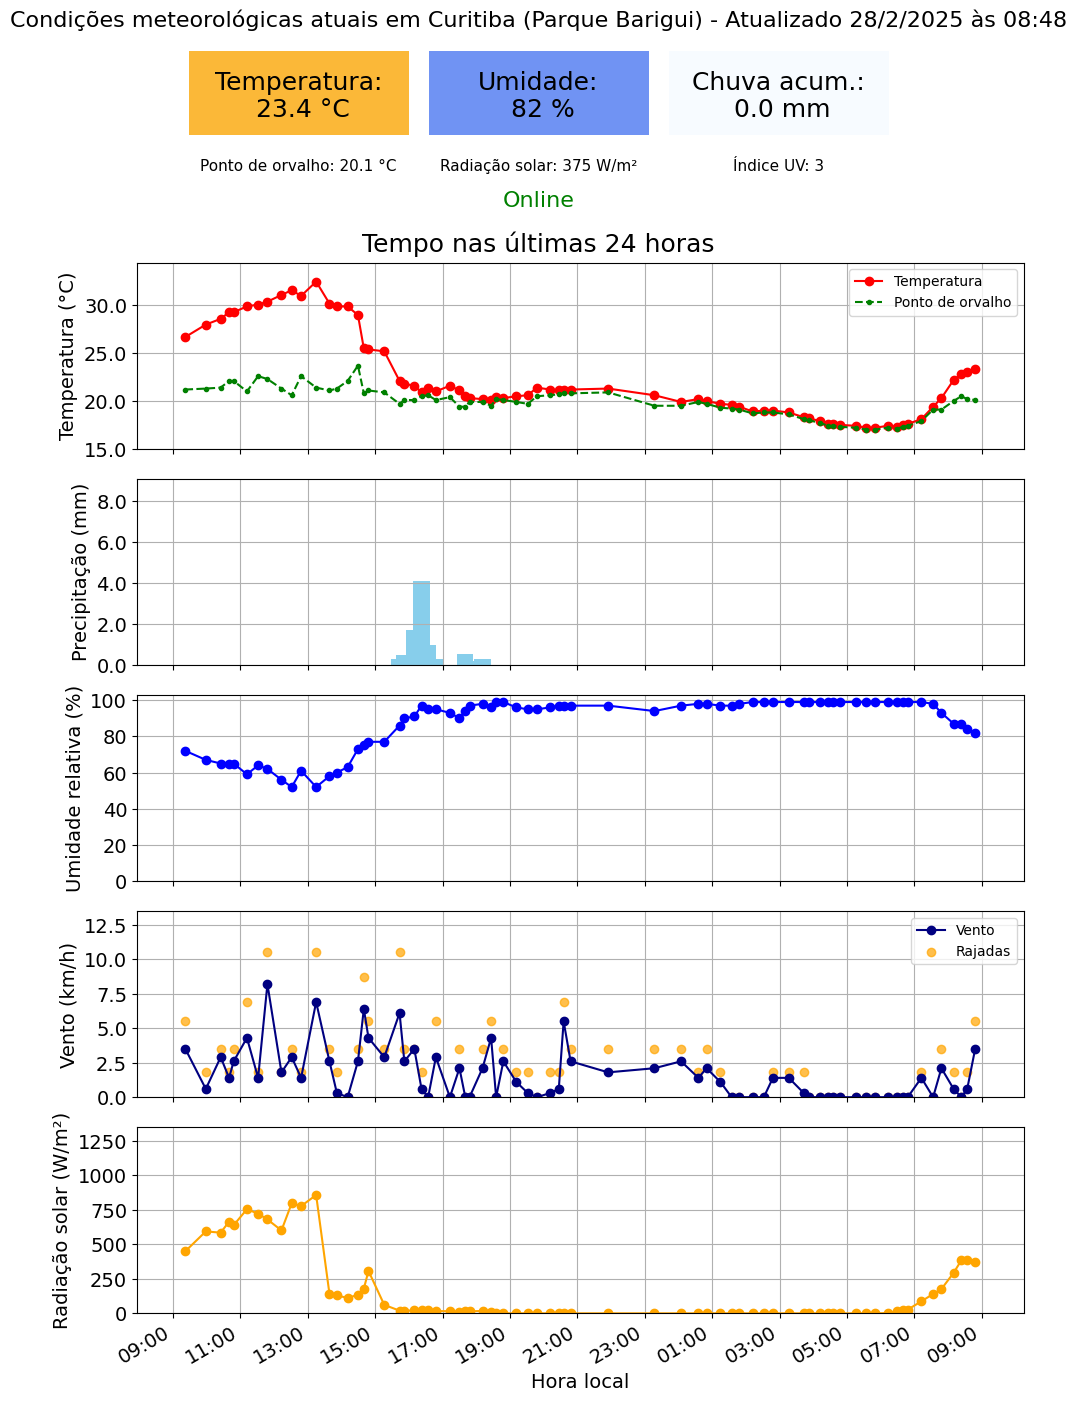 Condições meteorológicas atuais em Curitiba (Parque Barigui) - Atualizado 28/2/2025 às 08:48
Temperatura:
23.4 °C
Umidade:
82 %
Chuva acum.:
0.0 mm
Ponto de orvalho: 20.1 °C
Radiação solar: 375 W/m²
Índice UV: 3
Online
Tempo nas últimas 24 horas
Temperatura (°C)
30.0
25.0
20.0
15.0
Temperatura
Ponto de orvalho
Precipitação (mm)
8.0
6.0
4.0
2.0
0.0
Umidade relativa (%)
100
80
60
40
20
0
Vento (km/h)
12.5
10.0
7.5
5.0
2.5
0.0
Vento
Rajadas
Radiação solar (W/m²)
1250
1000
750
500
250
0
09:00
11:00
13:00
15:00
17:00
19:00
21:00
23:00
01:00
03:00
05:00
07:00
09:00
Hora local